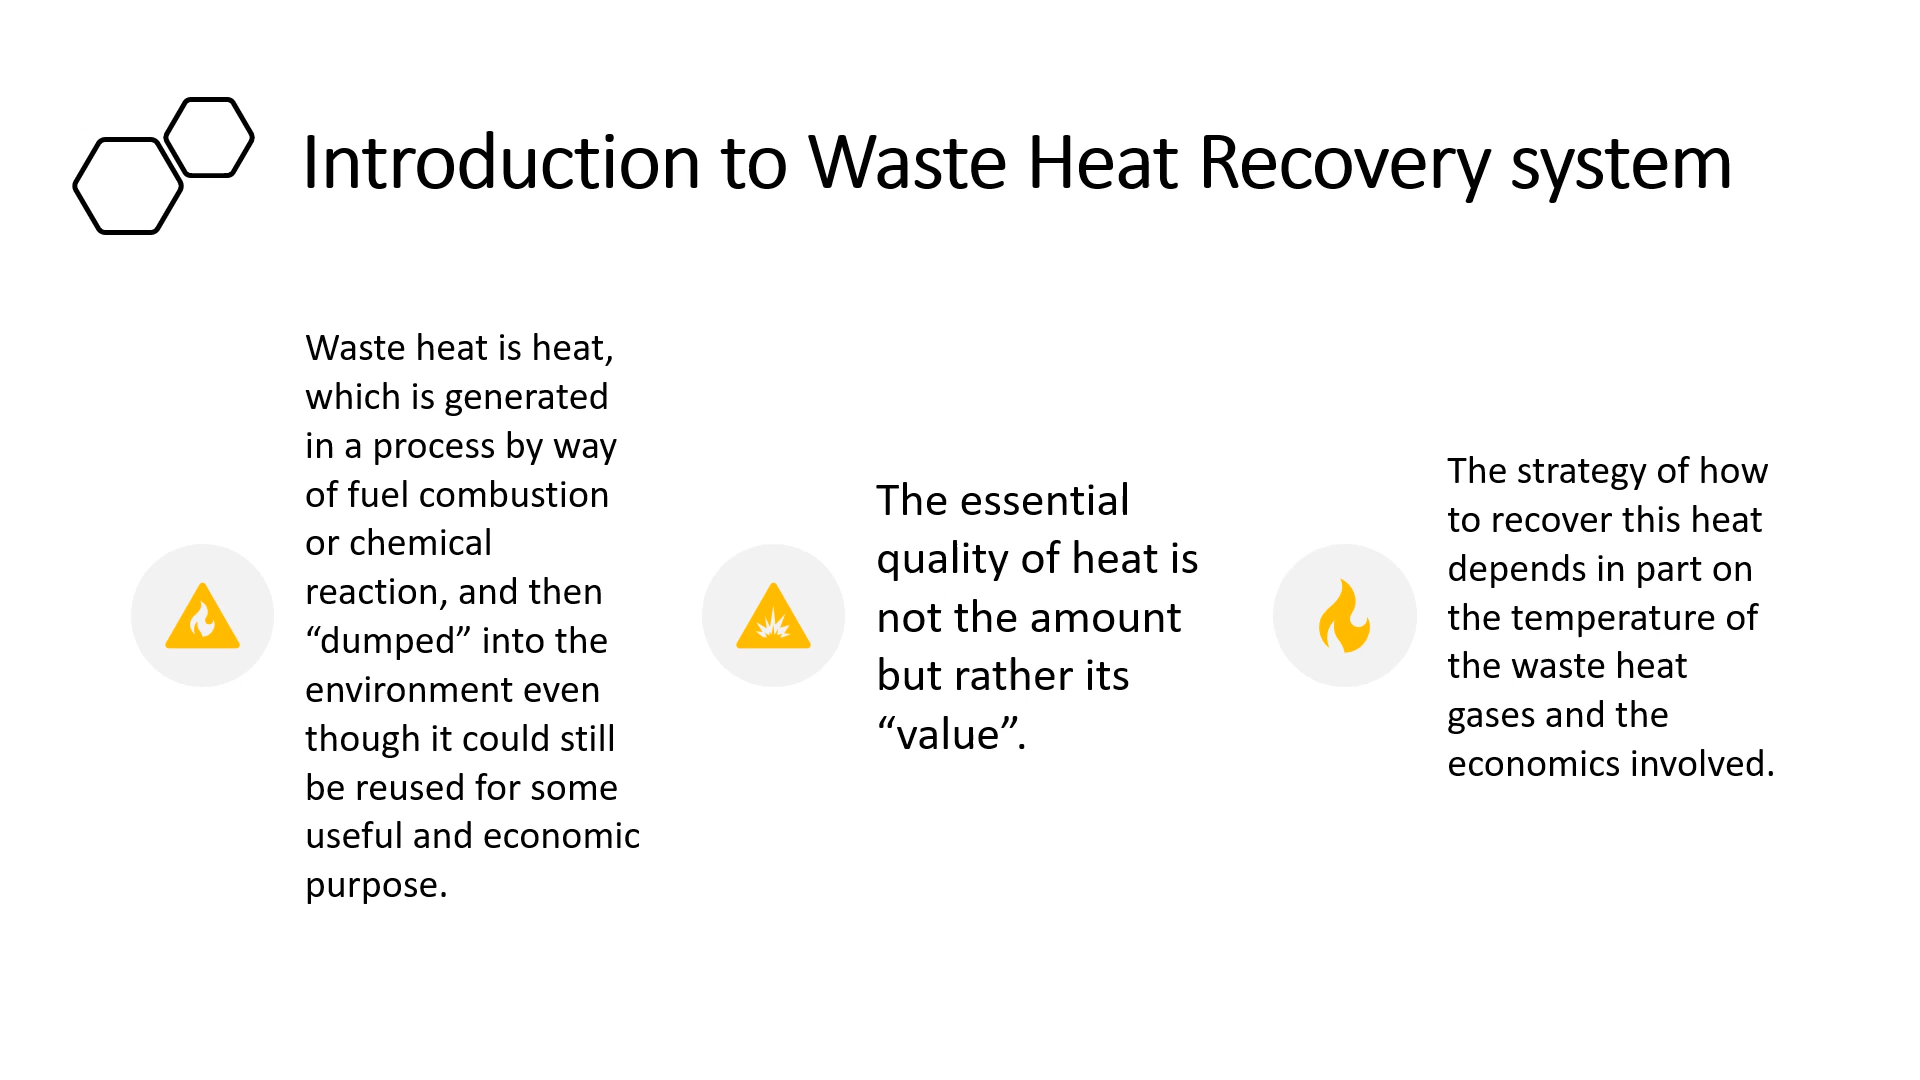 Introduction to Waste Heat Recovery system
Waste heat is heat,
which is generated
in a process by way
of fuel combustion
or chemical
reaction, and then
“dumped” into the
environment even
though it could still
be reused for some
useful and economic
purpose.
The essential
quality of heat is
not the amount
but rather its
“value”.
The strategy of how
to recover this heat
depends in part on
the temperature of
the waste heat
gases and the
economics involved.